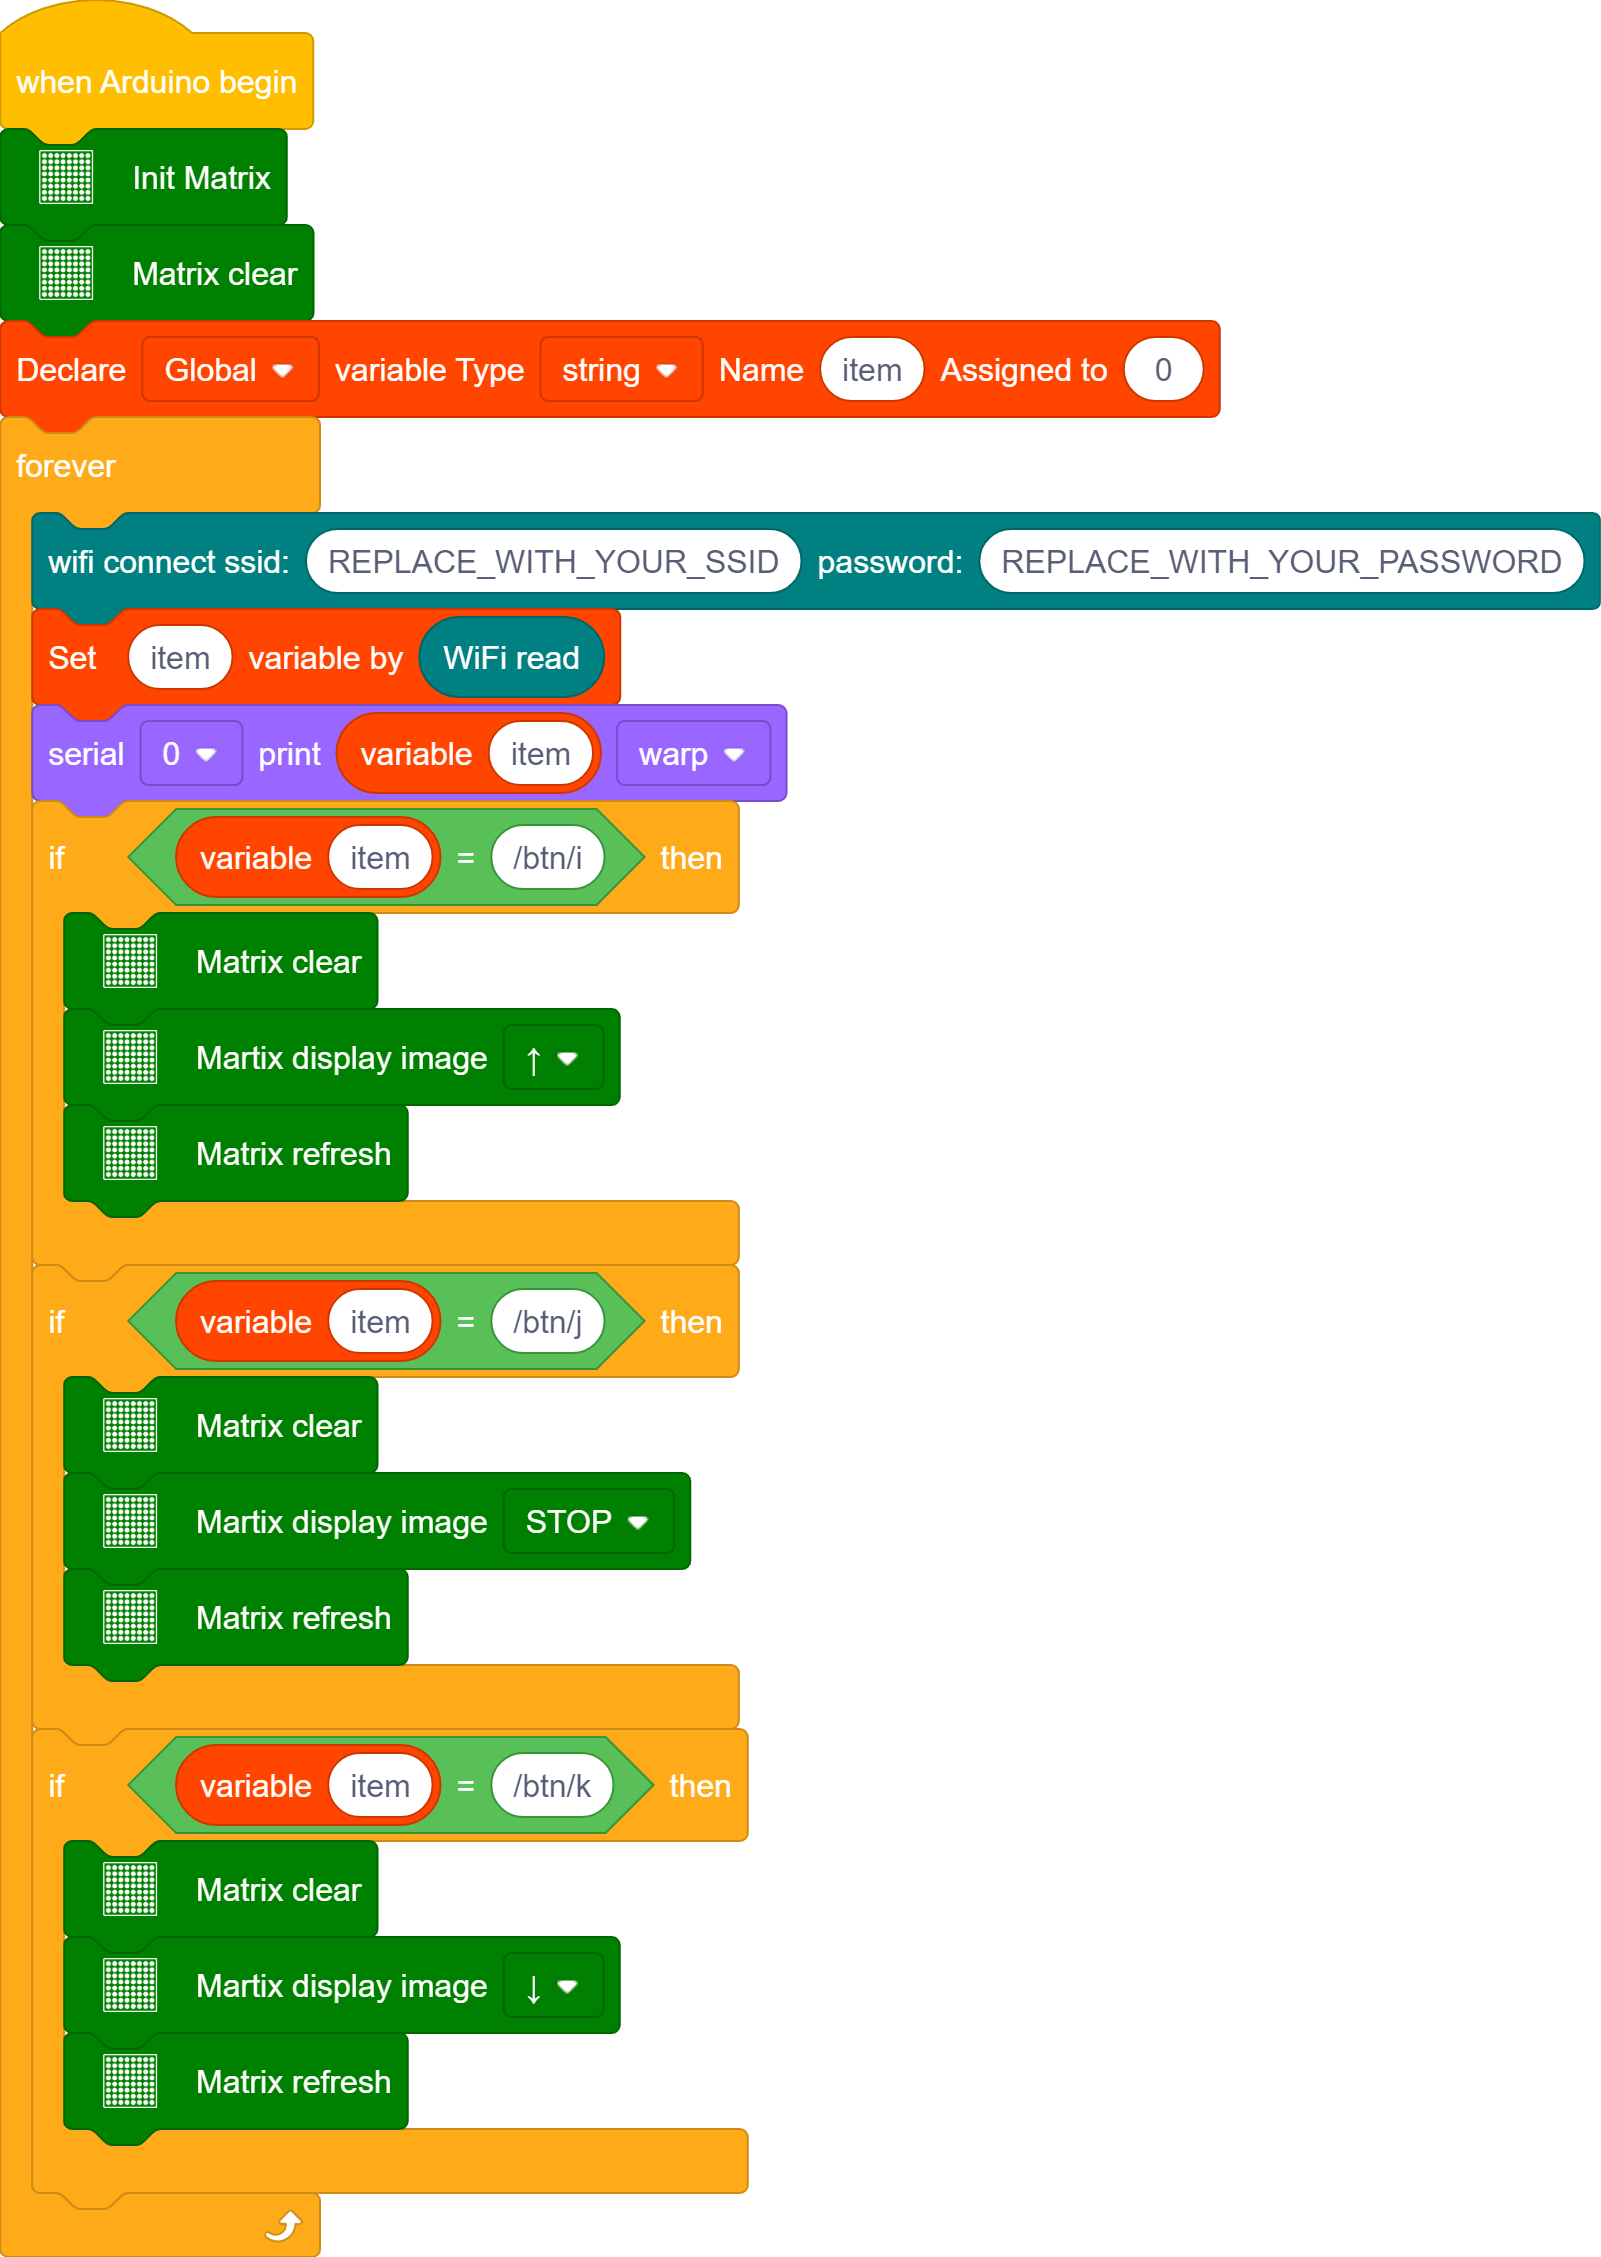 when Arduino begin
Init Matrix
Matrix clear
Declare Global variable Type string Name item Assigned to 0
forever
wifi connect ssid: REPLACE_WITH_YOUR_SSID password: REPLACE_WITH_YOUR_PASSWORD
Set item variable by WiFi read
serial 0 print variable item warp
if variable item = /btn/i then
Matrix clear
Martix display image ↑
Matrix refresh
if variable item = /btn/j then
Matrix clear
Martix display image STOP
Matrix refresh
if variable item = /btn/k then
Matrix clear
Martix display image ↓
Matrix refresh